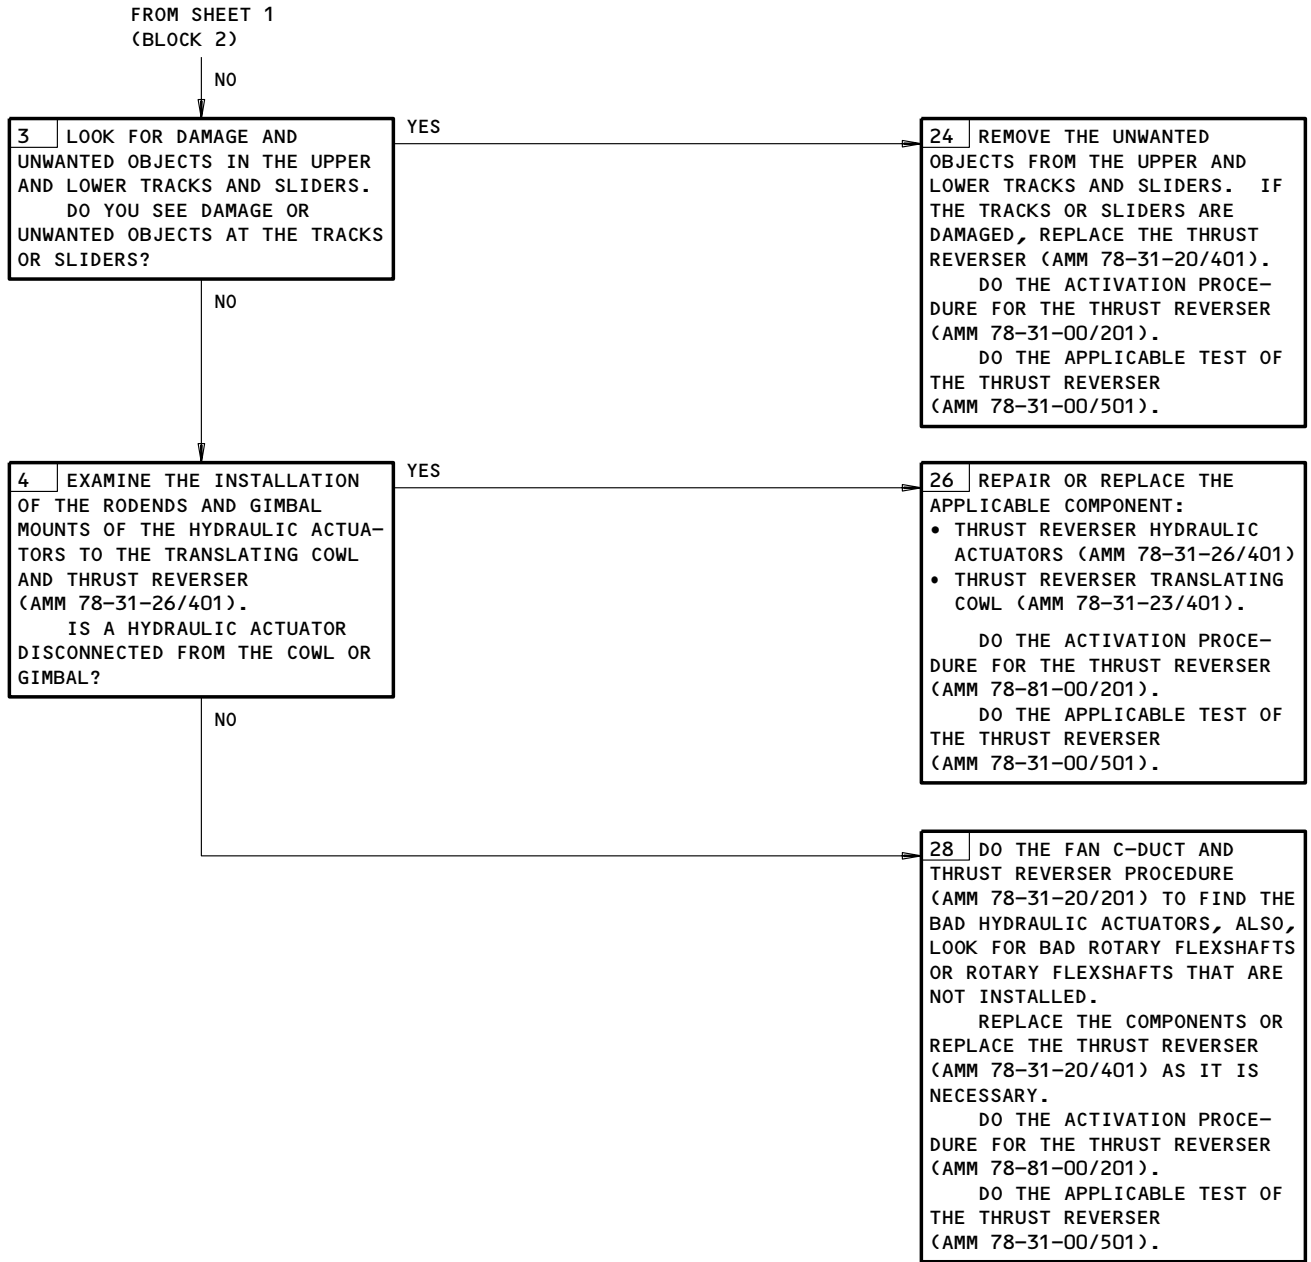 FROM SHEET 1
(BLOCK 2)
NO
3 LOOK FOR DAMAGE AND
UNWANTED OBJECTS IN THE UPPER
AND LOWER TRACKS AND SLIDERS.
DO YOU SEE DAMAGE OR
UNWANTED OBJECTS AT THE TRACKS
OR SLIDERS?
YES
24 REMOVE THE UNWANTED
OBJECTS FROM THE UPPER AND
LOWER TRACKS AND SLIDERS. IF
THE TRACKS OR SLIDERS ARE
DAMAGED, REPLACE THE THRUST
REVERSER (AMM 78-31-20/401).
DO THE ACTIVATION PROCE-
DURE FOR THE THRUST REVERSER
(AMM 78-31-00/201).
DO THE APPLICABLE TEST OF
THE THRUST REVERSER
(AMM 78-31-00/501).
NO
4 EXAMINE THE INSTALLATION
OF THE RODENDS AND GIMBAL
MOUNTS OF THE HYDRAULIC ACTUA-
TORS TO THE TRANSLATING COWL
AND THRUST REVERSER
(AMM 78-31-26/401).
IS A HYDRAULIC ACTUATOR
DISCONNECTED FROM THE COWL OR
GIMBAL?
YES
26 REPAIR OR REPLACE THE
APPLICABLE COMPONENT:
• THRUST REVERSER HYDRAULIC
ACTUATORS (AMM 78-31-26/401)
• THRUST REVERSER TRANSLATING
COWL (AMM 78-31-23/401).
DO THE ACTIVATION PROCE-
DURE FOR THE THRUST REVERSER
(AMM 78-81-00/201).
DO THE APPLICABLE TEST OF
THE THRUST REVERSER
(AMM 78-31-00/501).
NO
28 DO THE FAN C-DUCT AND
THRUST REVERSER PROCEDURE
(AMM 78-31-20/201) TO FIND THE
BAD HYDRAULIC ACTUATORS, ALSO,
LOOK FOR BAD ROTARY FLEXSHAFTS
OR ROTARY FLEXSHAFTS THAT ARE
NOT INSTALLED.
REPLACE THE COMPONENTS OR
REPLACE THE THRUST REVERSER
(AMM 78-31-20/401) AS IT IS
NECESSARY.
DO THE ACTIVATION PROCE-
DURE FOR THE THRUST REVERSER
(AMM 78-81-00/201).
DO THE APPLICABLE TEST OF
THE THRUST REVERSER
(AMM 78-31-00/501).